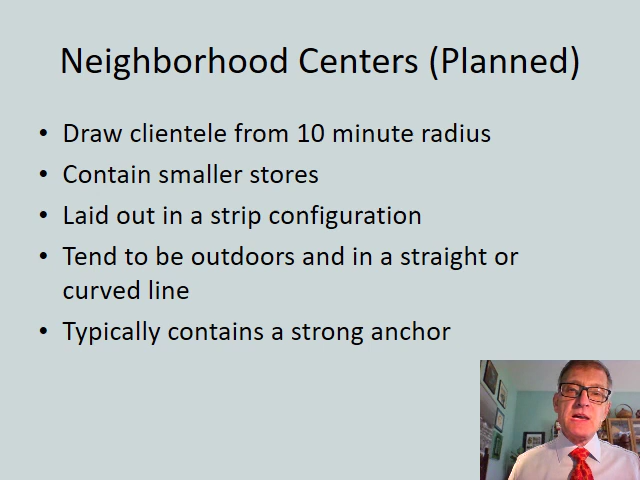 Neighborhood Centers (Planned)
• Draw clientele from 10 minute radius
• Contain smaller stores
• Laid out in a strip configuration
• Tend to be outdoors and in a straight or
curved line
• Typically contains a strong anchor